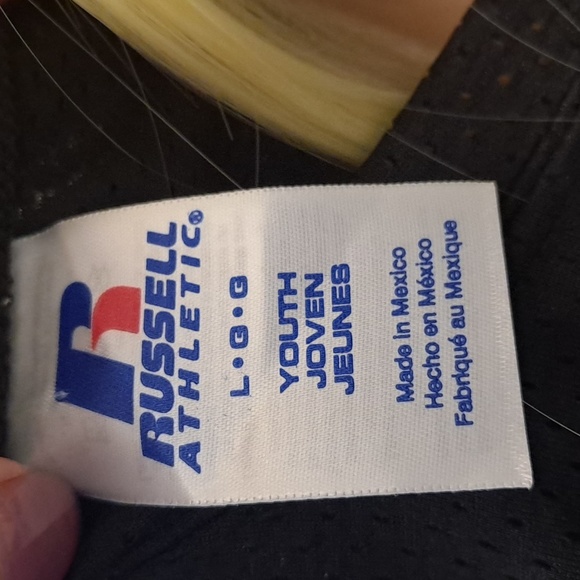 RUSSELL
ATHLETIC®
L•G•G
YOUTH
JOVEN
JEUNES
Made in Mexico
Hecho en México
Fabriqué au Mexique